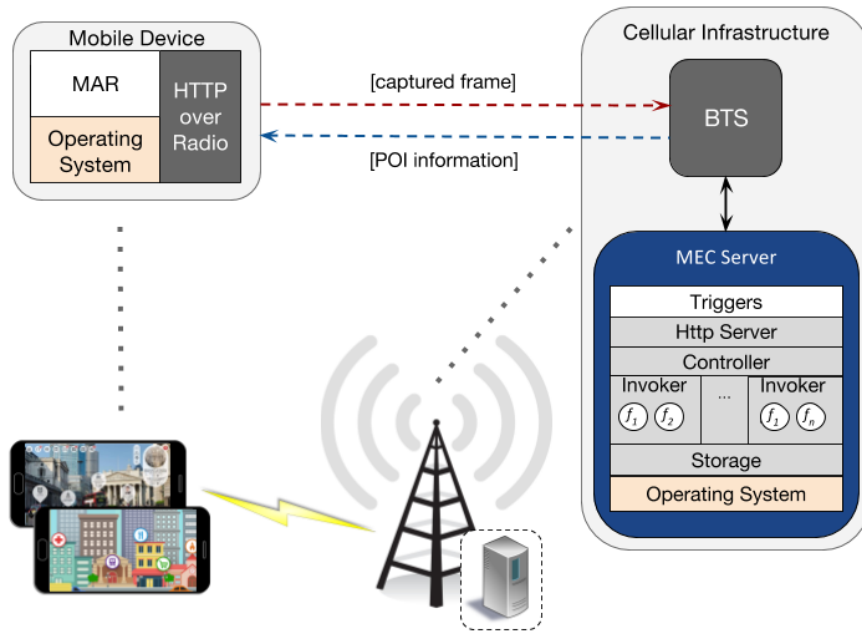 Mobile Device
MAR
Operating
System
HTTP
over
Radio
[captured frame]
[POI information]
Cellular Infrastructure
BTS
MEC Server
Triggers
Http Server
Controller
Invoker
f1 f2
...
Invoker
f1 fn
Storage
Operating System